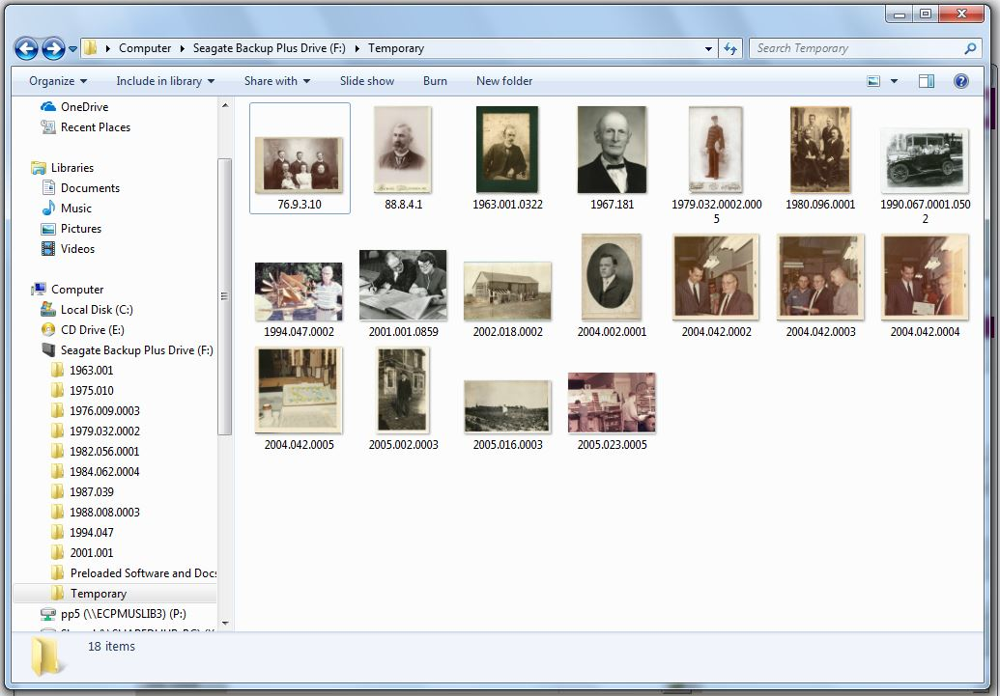 Computer Seagate Backup Plus Drive (F:) Temporary
Search Temporary
Organize Include in library Share with Slide show Burn New folder
OneDrive
Recent Places
Libraries
Documents
Music
Pictures
Videos
Computer
Local Disk (C:)
CD Drive (E:)
Seagate Backup Plus Drive (F:)
1963.001
1975.010
1976.009.0003
1979.032.0002
1982.056.0001
1984.062.0004
1987.039
1988.008.0003
1994.047
2001.001
Preloaded Software and Docs
Temporary
pp5 (\\ECPMUSLIB3) (P:)
76.9.3.10
88.8.4.1
1963.001.0322
1967.181
1979.032.0002.000
5
1980.096.0001
1990.067.0001.050
2
1994.047.0002
2001.001.0859
2002.018.0002
2004.002.0001
2004.042.0002
2004.042.0003
2004.042.0004
2004.042.0005
2005.002.0003
2005.016.0003
2005.023.0005
18 items